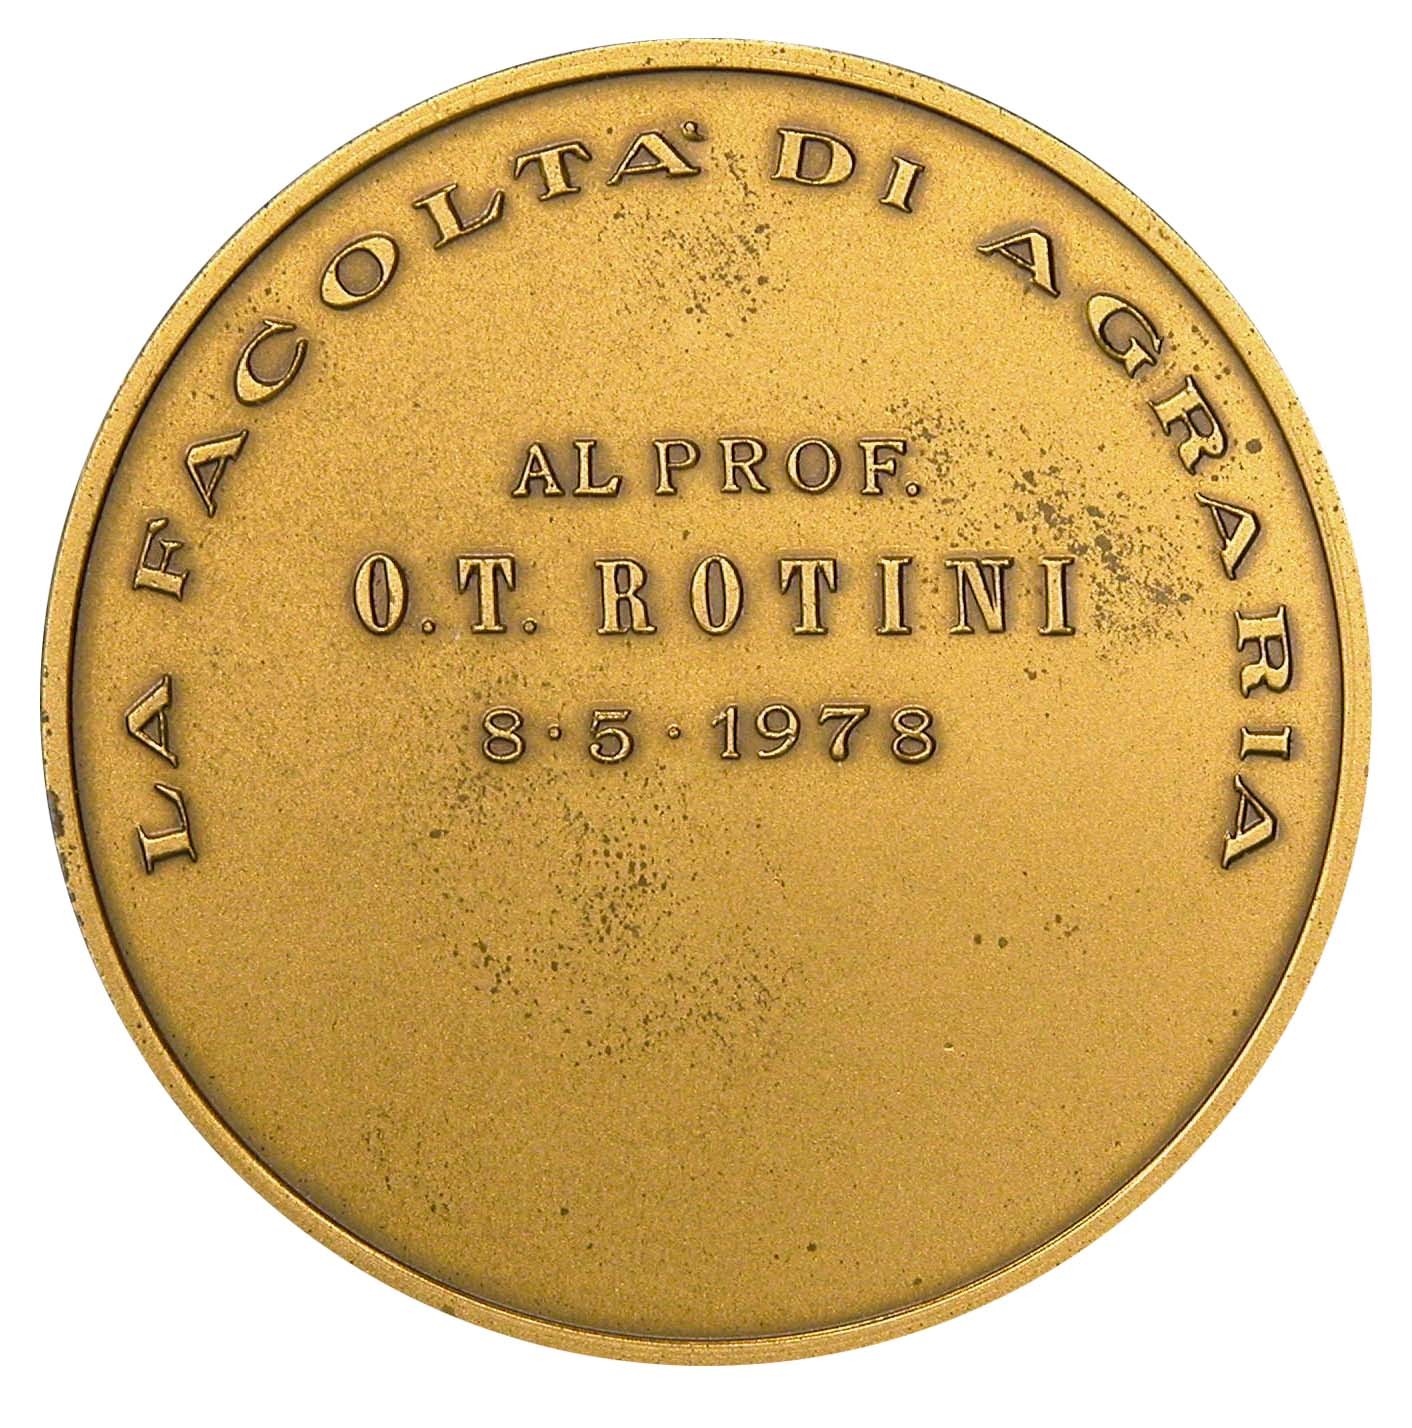 LA FACOLTA' DI AGRARIA
AL PROF.
O.T. ROTINI
8·5·1978